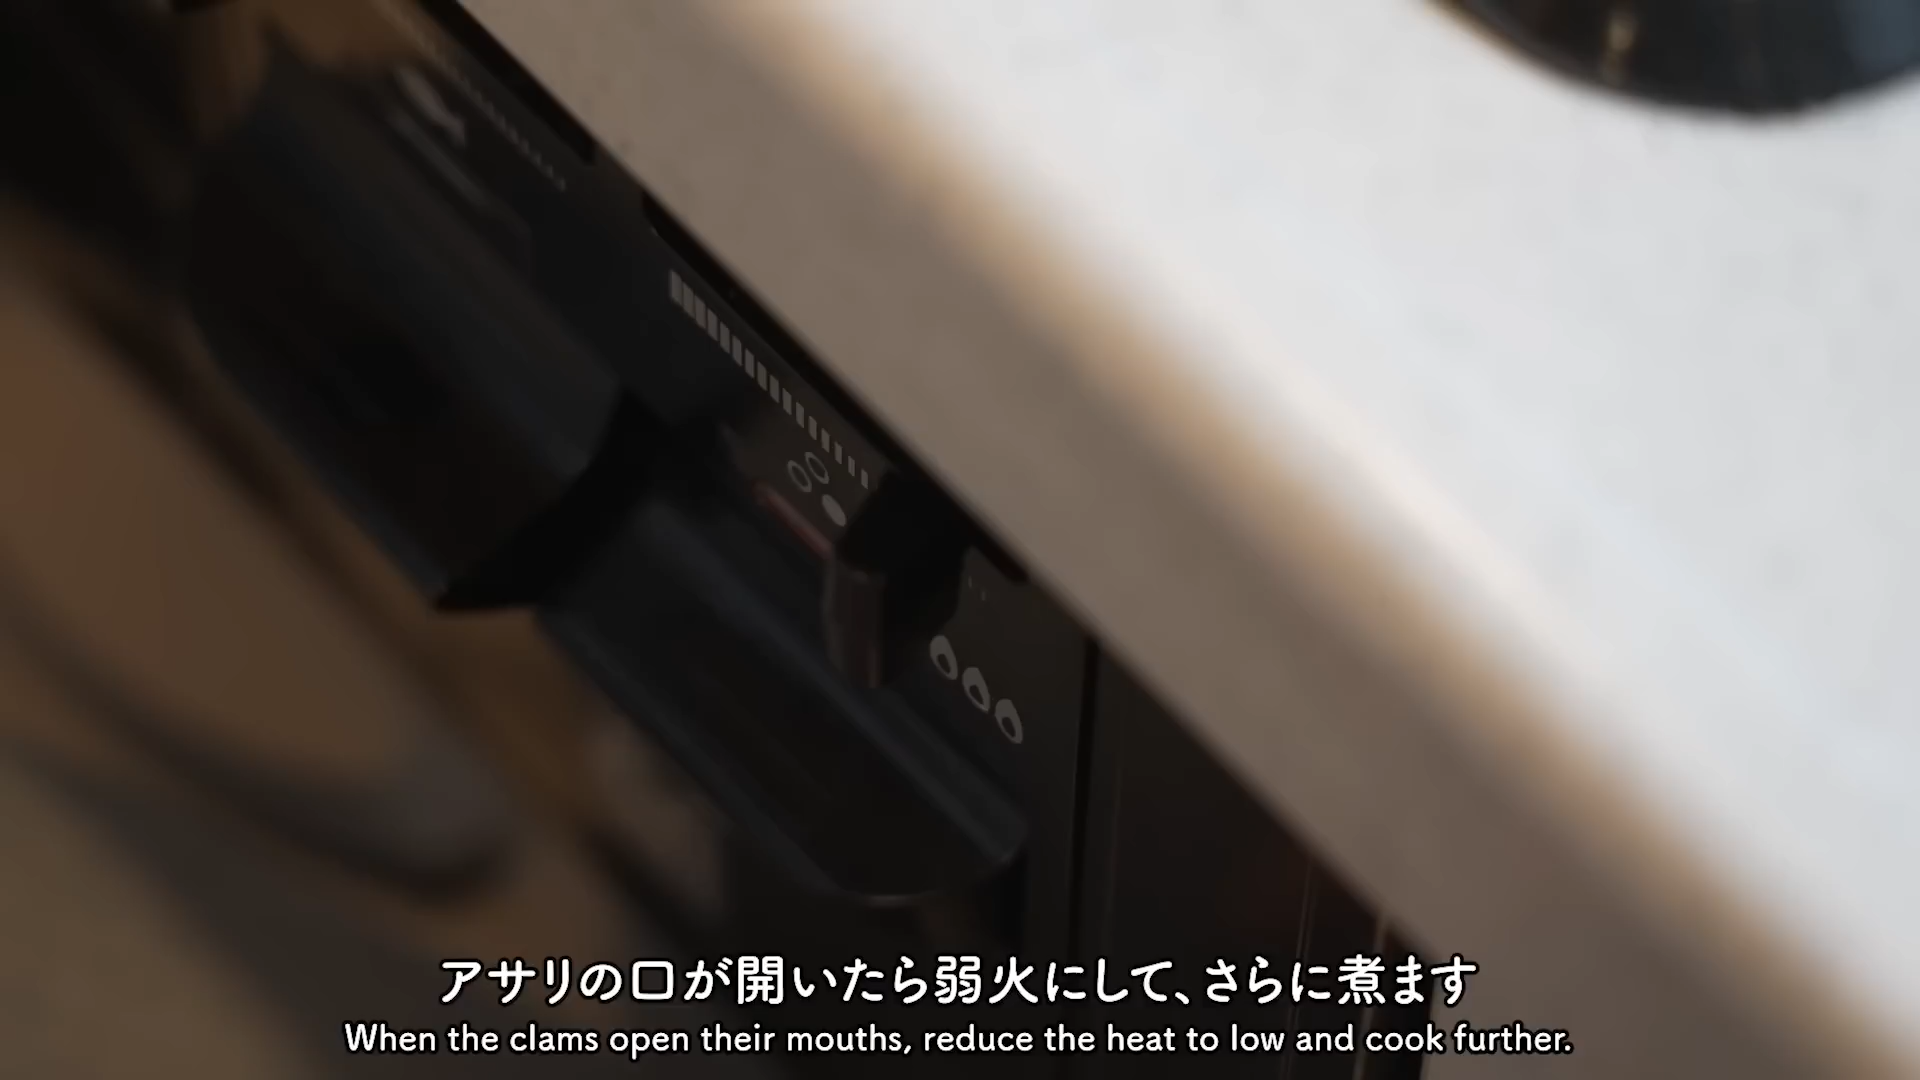 アサリの口が開いたら弱火にして、さらに煮ます
When the clams open their mouths, reduce the heat to low and cook further.